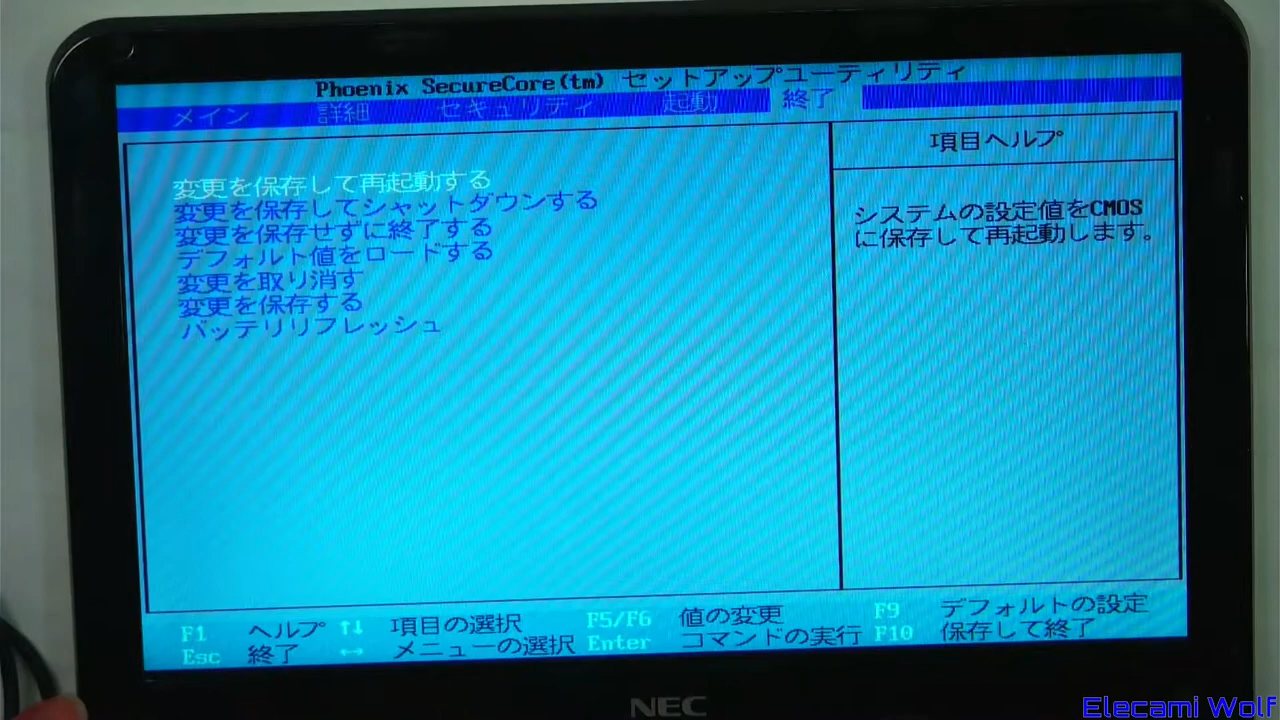 Phoenix SecureCore(tm) セットアップユーティリティ
メイン 詳細 セキュリティ 起動 終了
項目ヘルプ
変更を保存して再起動する
変更を保存してシャットダウンする
変更を保存せずに終了する
デフォルト値をロードする
変更を取り消す
変更を保存する
バッテリリフレッシュ
システムの設定値をCMOS
に保存して再起動します。
F1 ヘルプ ↑↓ 項目の選択 F5/F6 値の変更 F9 デフォルトの設定
Esc 終了 ↔ メニューの選択 Enter コマンドの実行 F10 保存して終了
NEC
Elecami Wolf